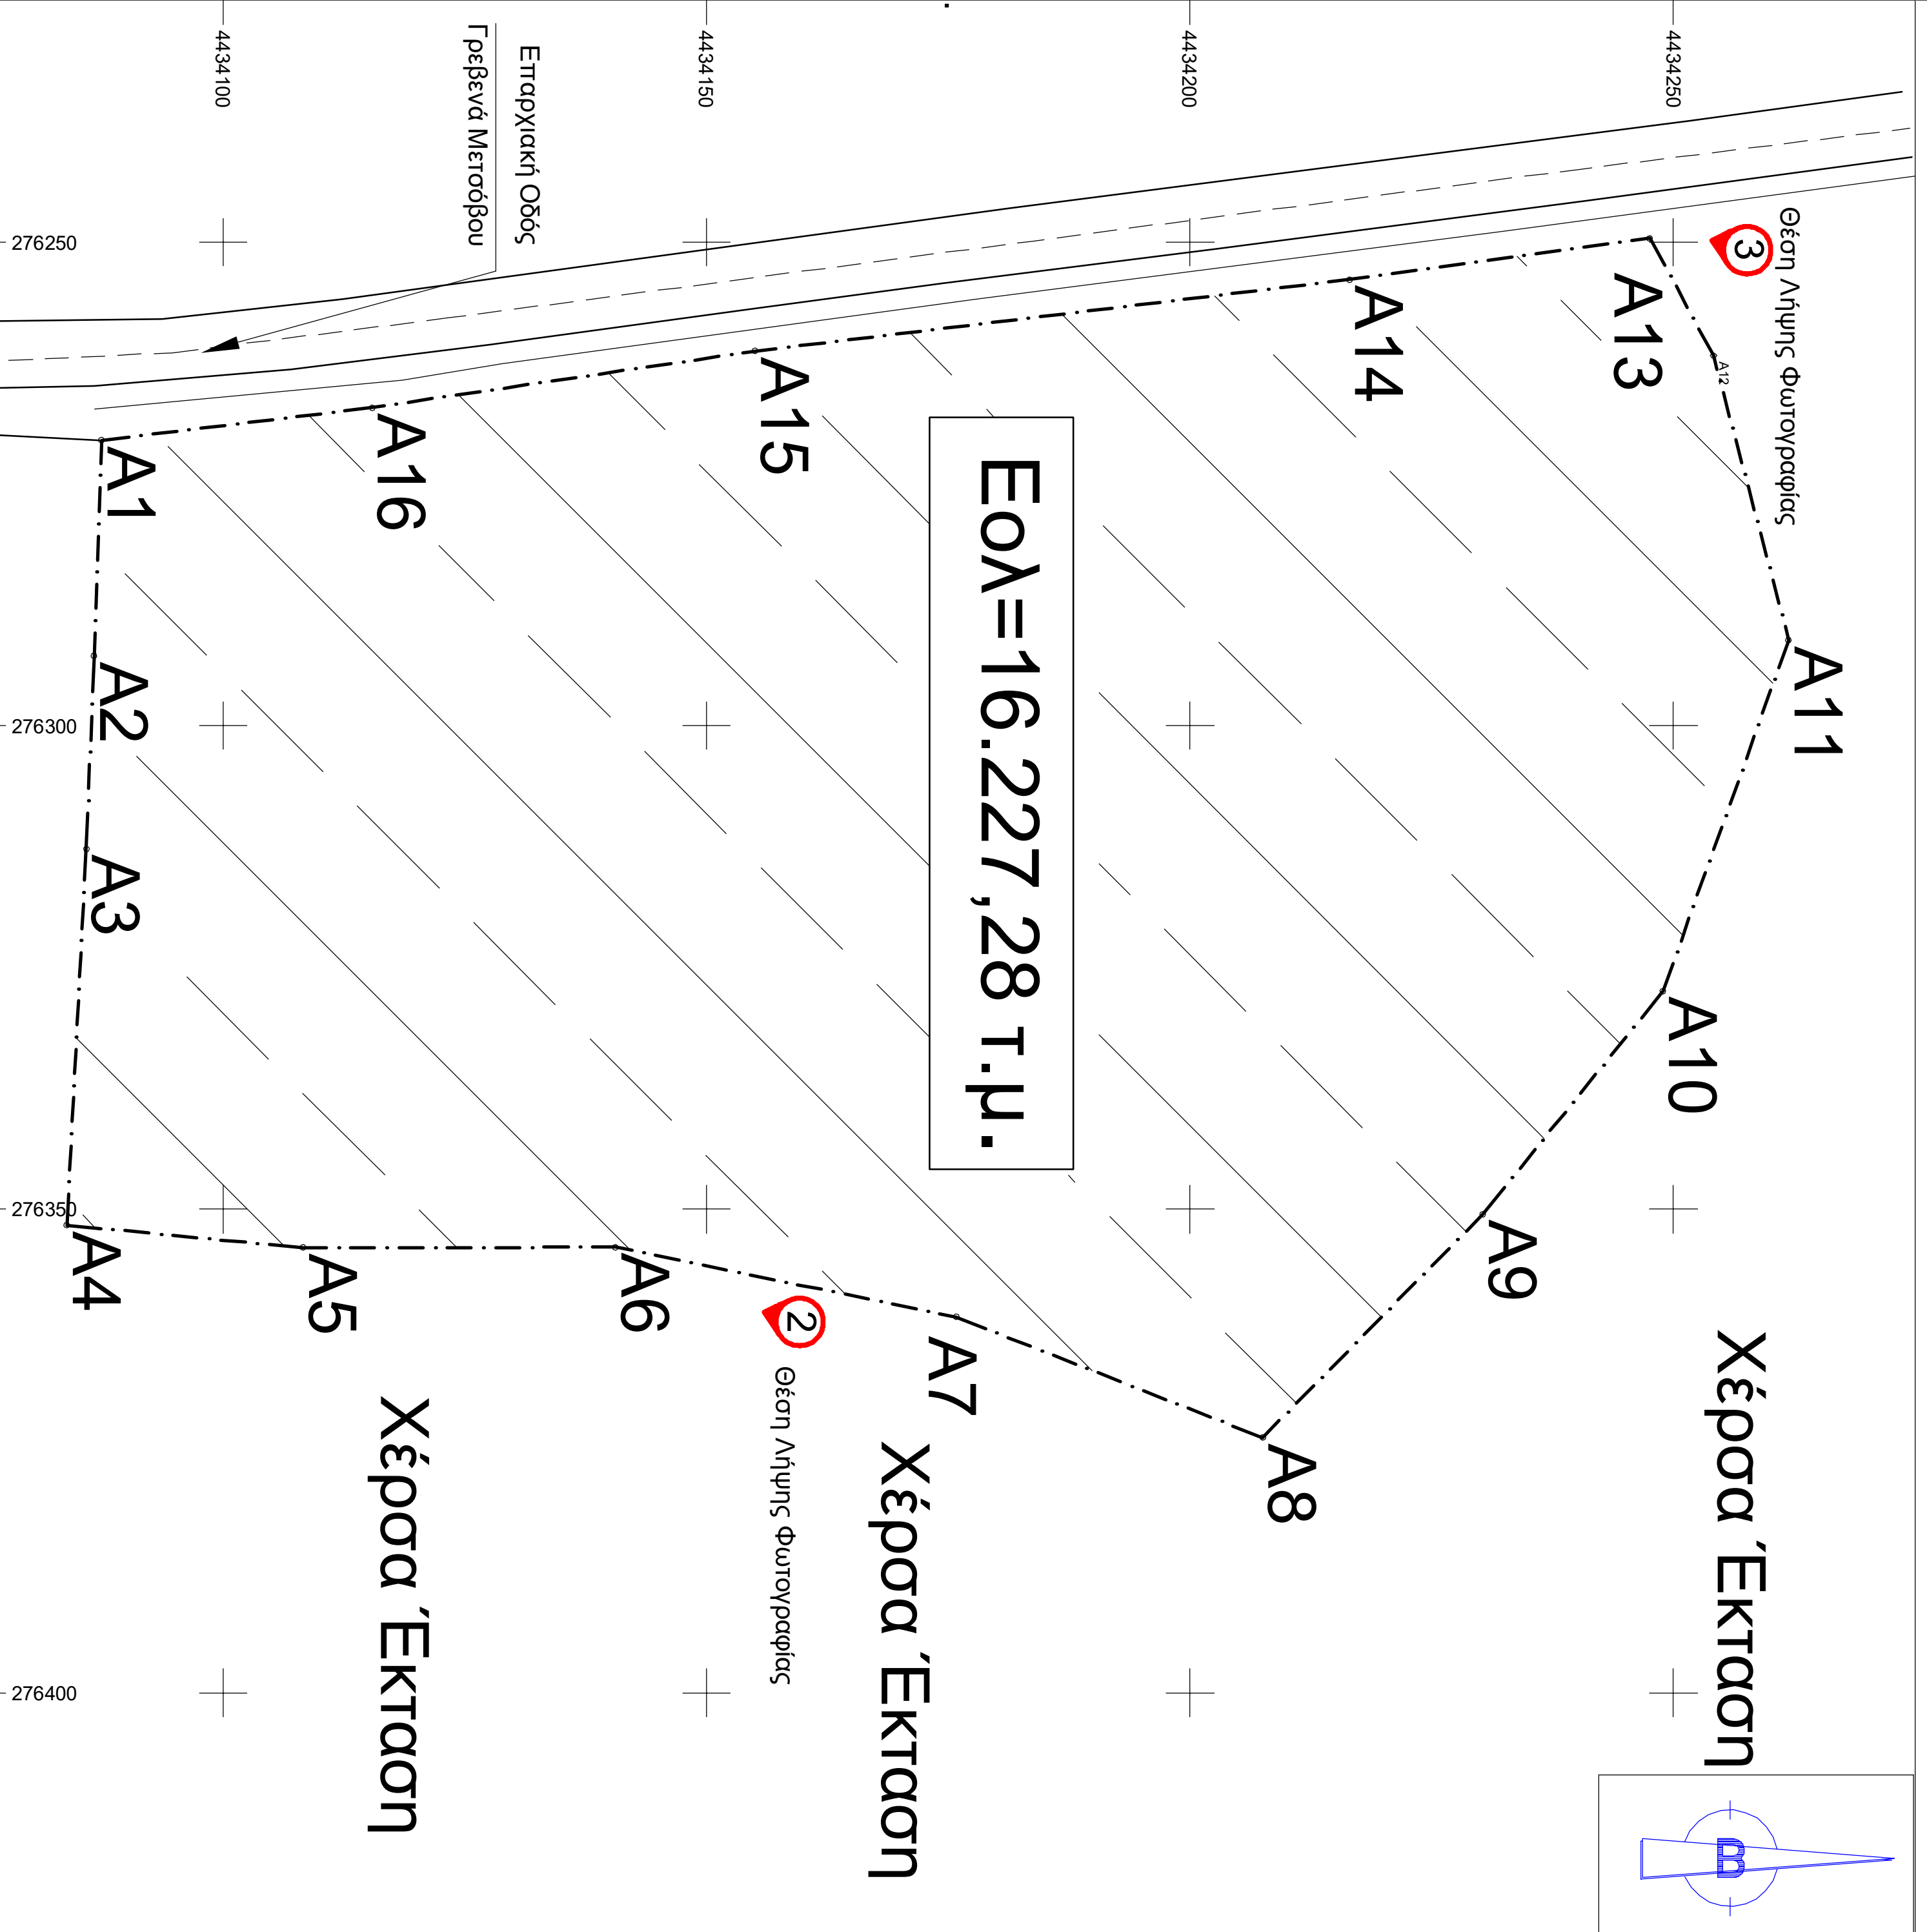 4434100
4434150
4434200
4434250
Επαρχιακή Οδός
Γρεβενά Μετσόβου
276250
276300
276350
276400
3
Θέση Λήψης Φωτογραφίας
A13
A12
A14
A15
A16
A1
A11
A2
A3
A10
A9
A4
A5
A6
A7
A8
Εολ=16.227,28 τ.μ.
2
Θέση Λήψης Φωτογραφίας
Χέρσα Έκταση
Χέρσα Έκταση
Χέρσα Έκταση
B